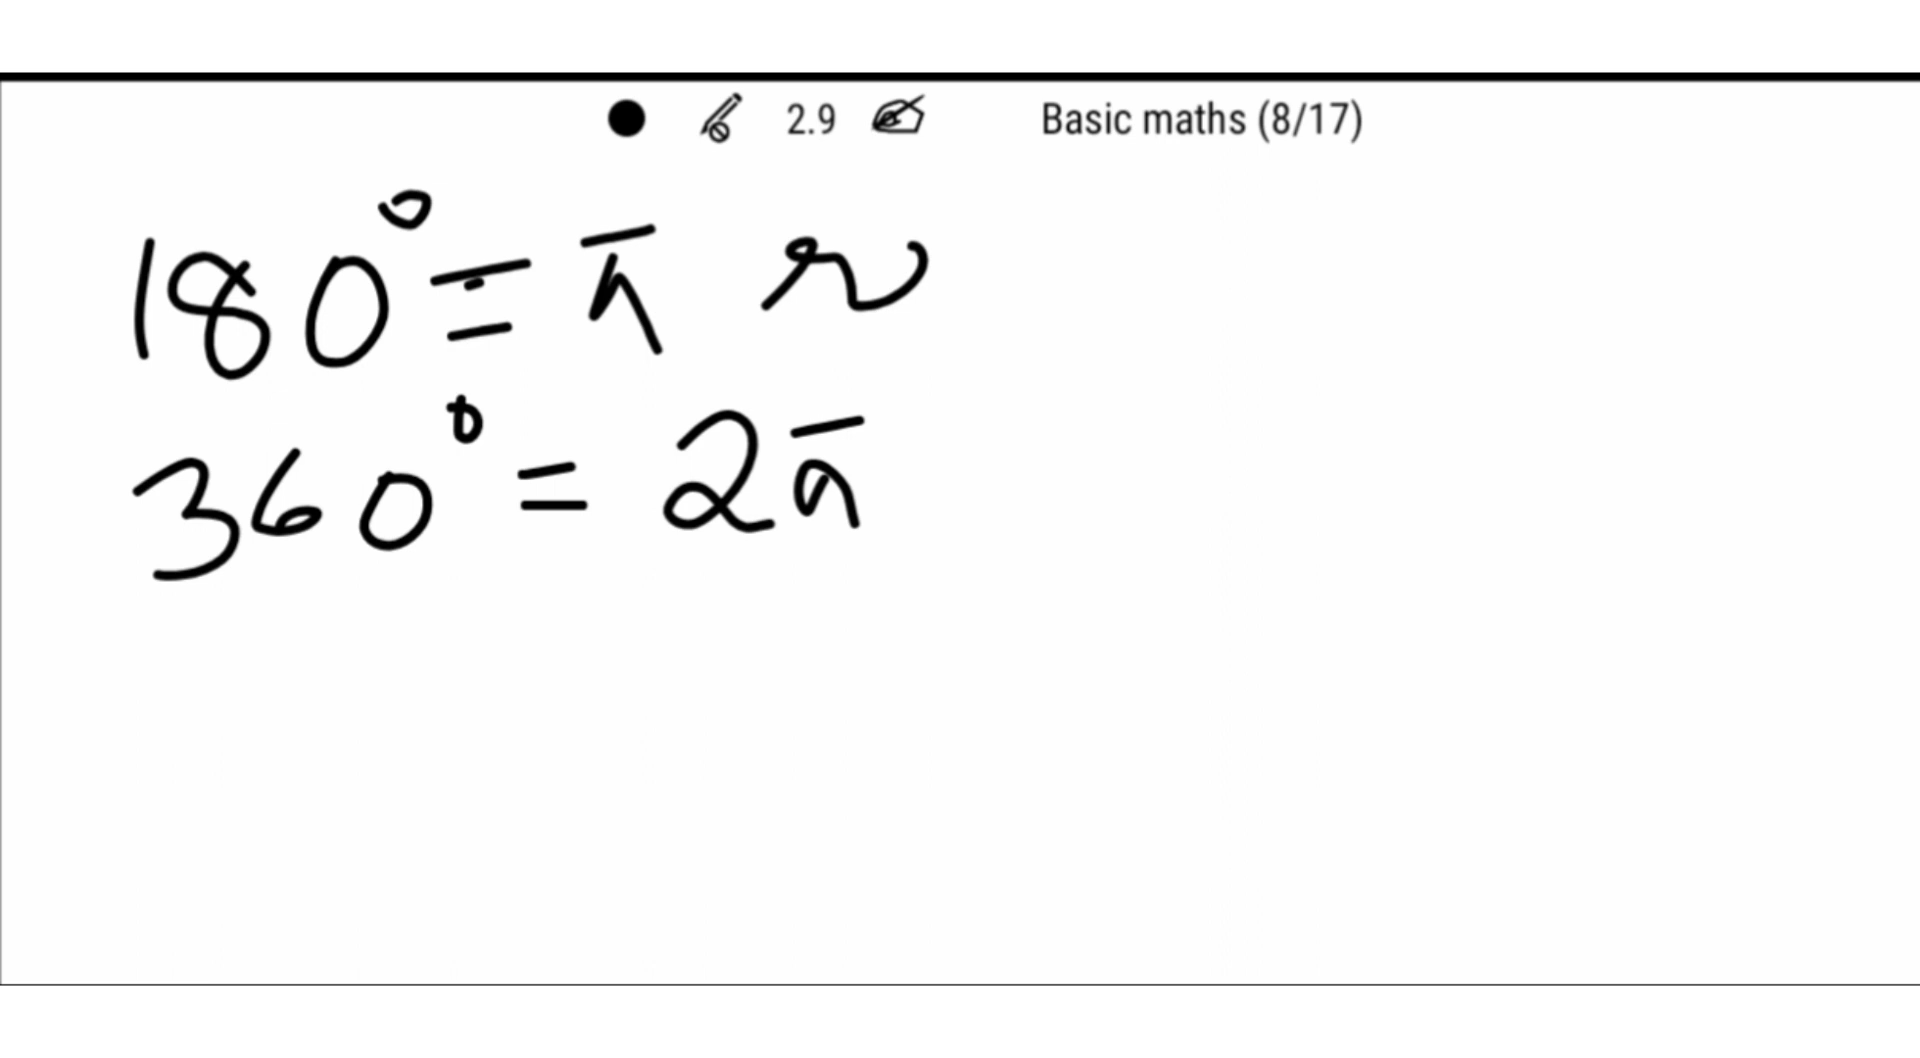 2.9 Basic maths (8/17)
180° = π r
360° = 2π